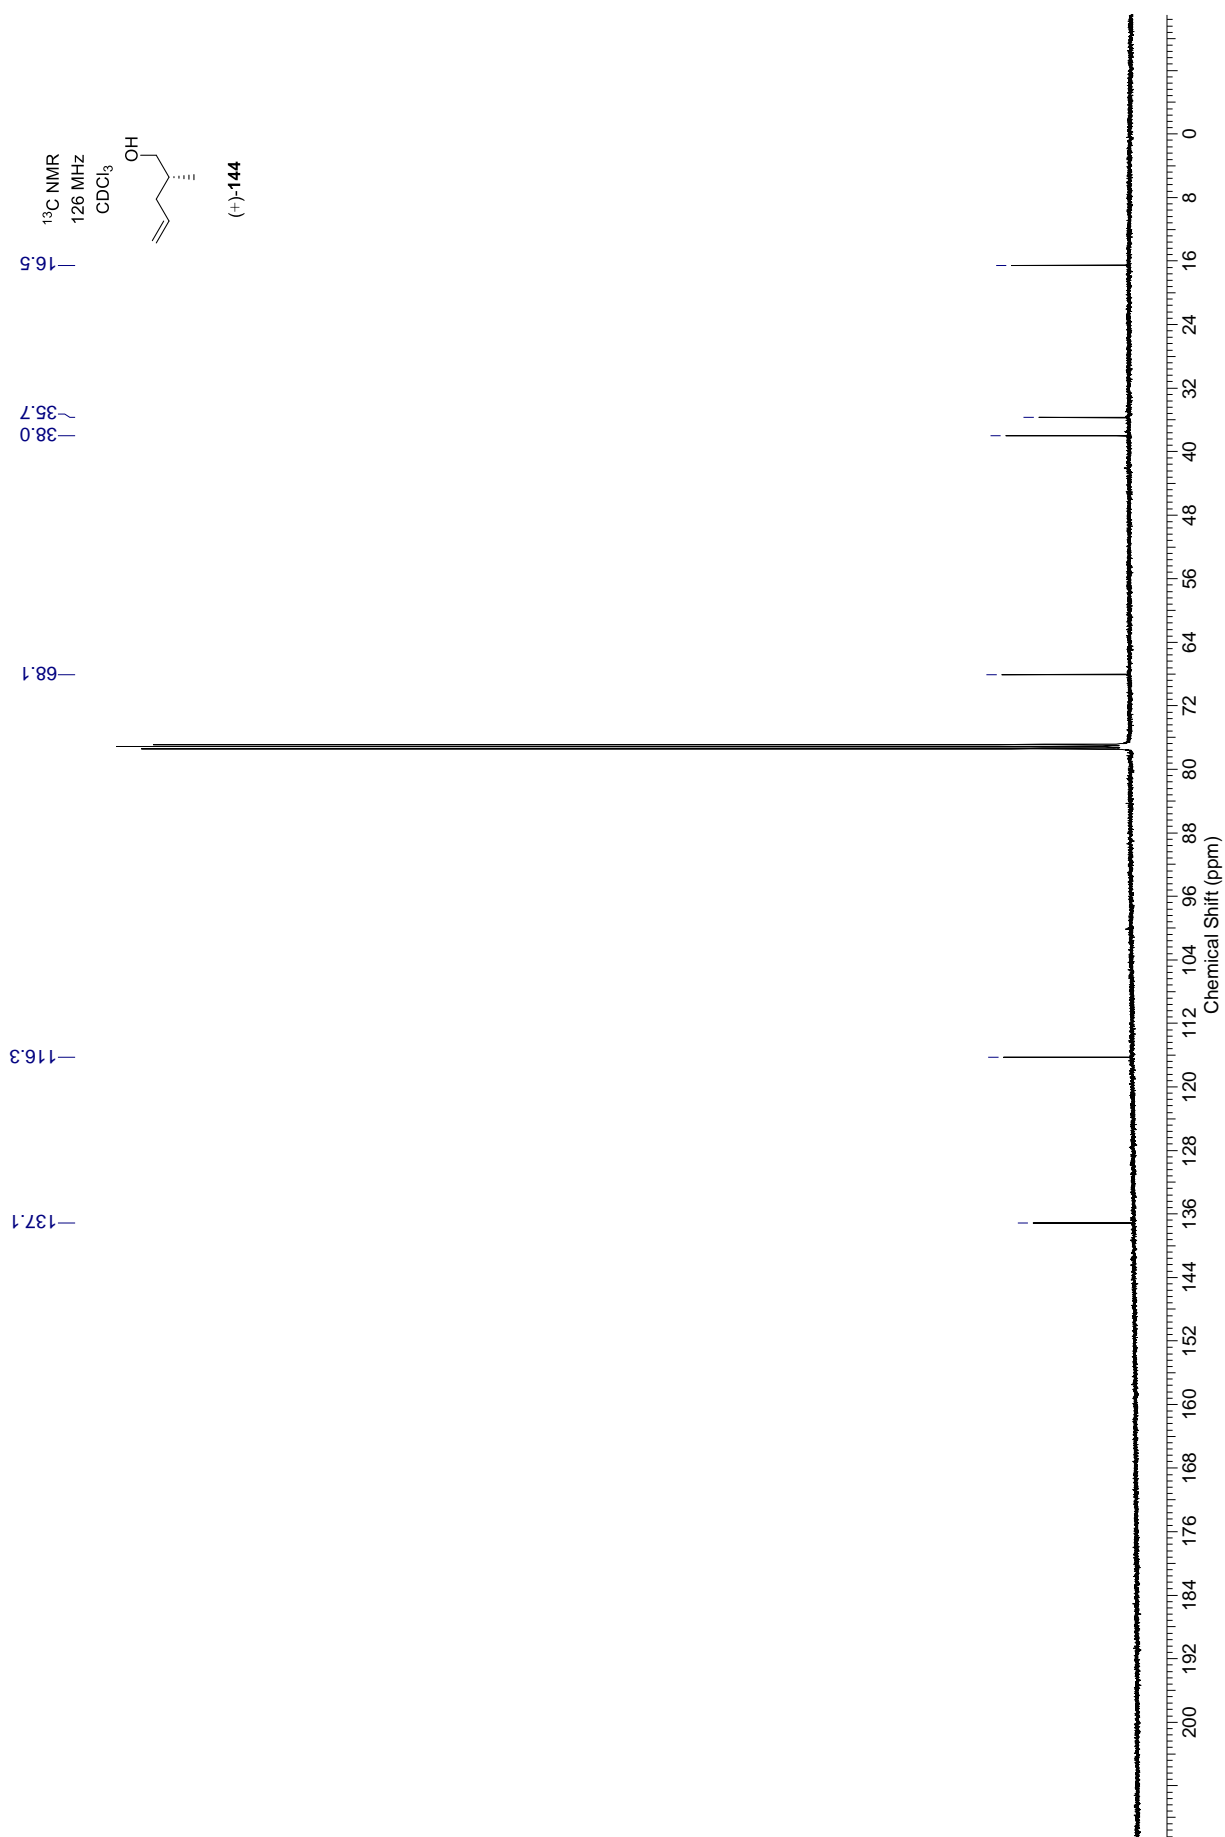 ¹³C NMR
126 MHz
CDCl₃
OH
(+)-144
137.1
116.3
68.1
38.0
35.7
16.5
200 192 184 176 168 160 152 144 136 128 120 112 104 96 88 80 72 64 56 48 40 32 24 16 8 0
Chemical Shift (ppm)